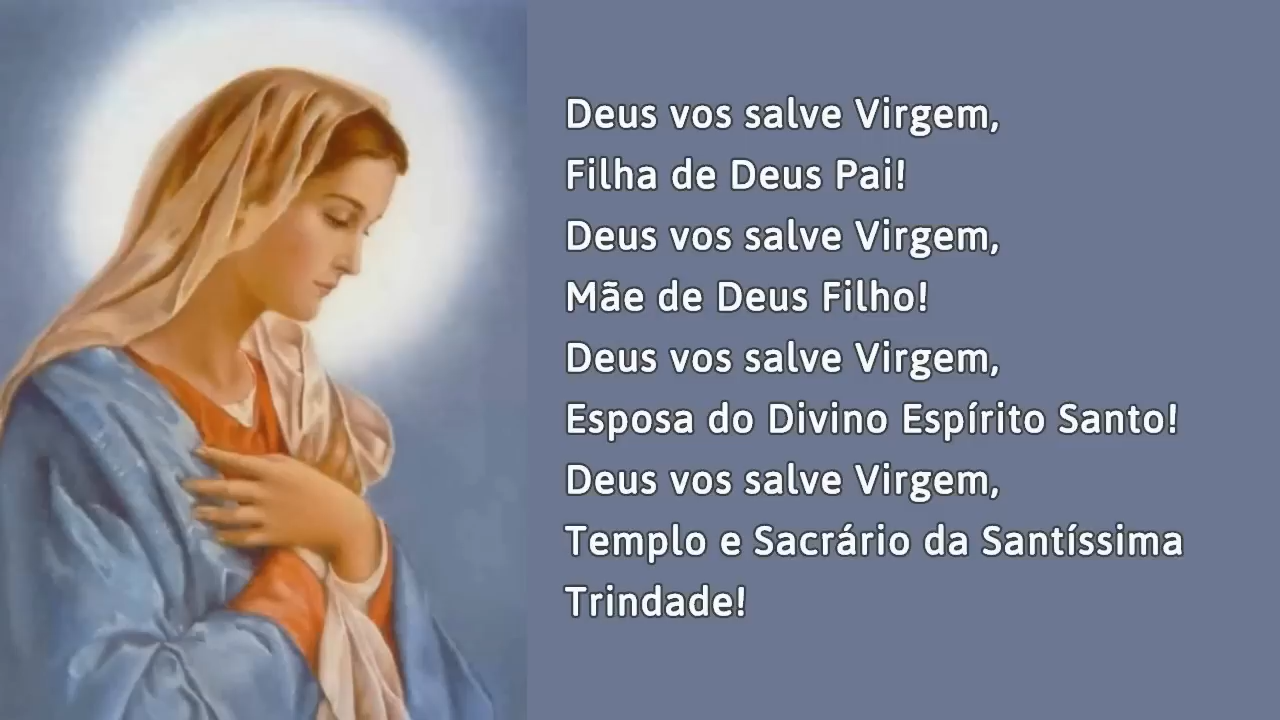 Deus vos salve Virgem,
Filha de Deus Pai!
Deus vos salve Virgem,
Mãe de Deus Filho!
Deus vos salve Virgem,
Esposa do Divino Espírito Santo!
Deus vos salve Virgem,
Templo e Sacrário da Santíssima
Trindade!